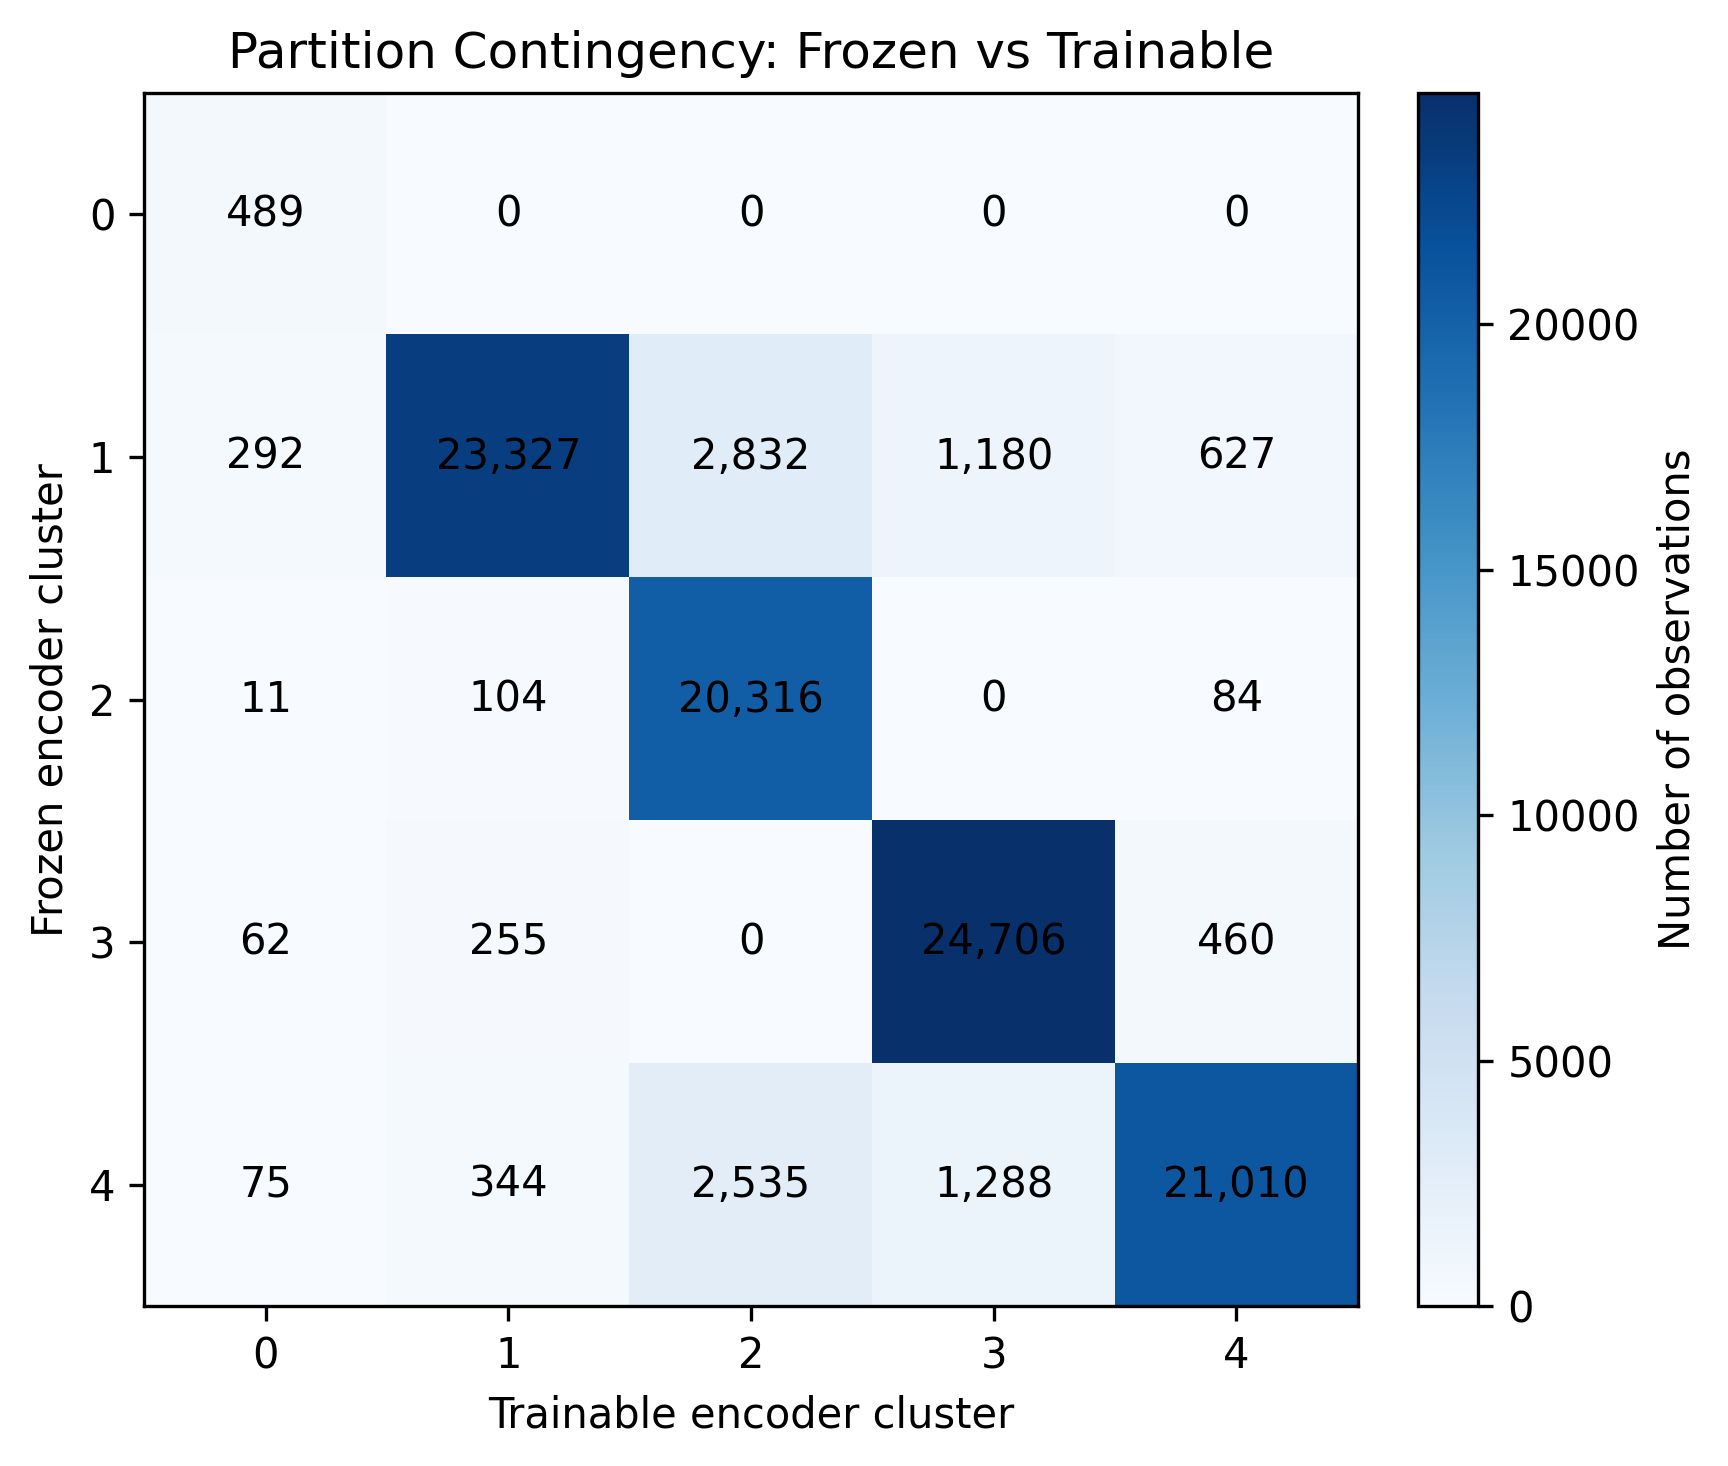 Partition Contingency: Frozen vs Trainable
0 489 0 0 0 0
1 292 23,327 2,832 1,180 627
2 11 104 20,316 0 84
3 62 255 0 24,706 460
4 75 344 2,535 1,288 21,010
0 1 2 3 4
Trainable encoder cluster
Frozen encoder cluster
20000
15000
10000
5000
0
Number of observations